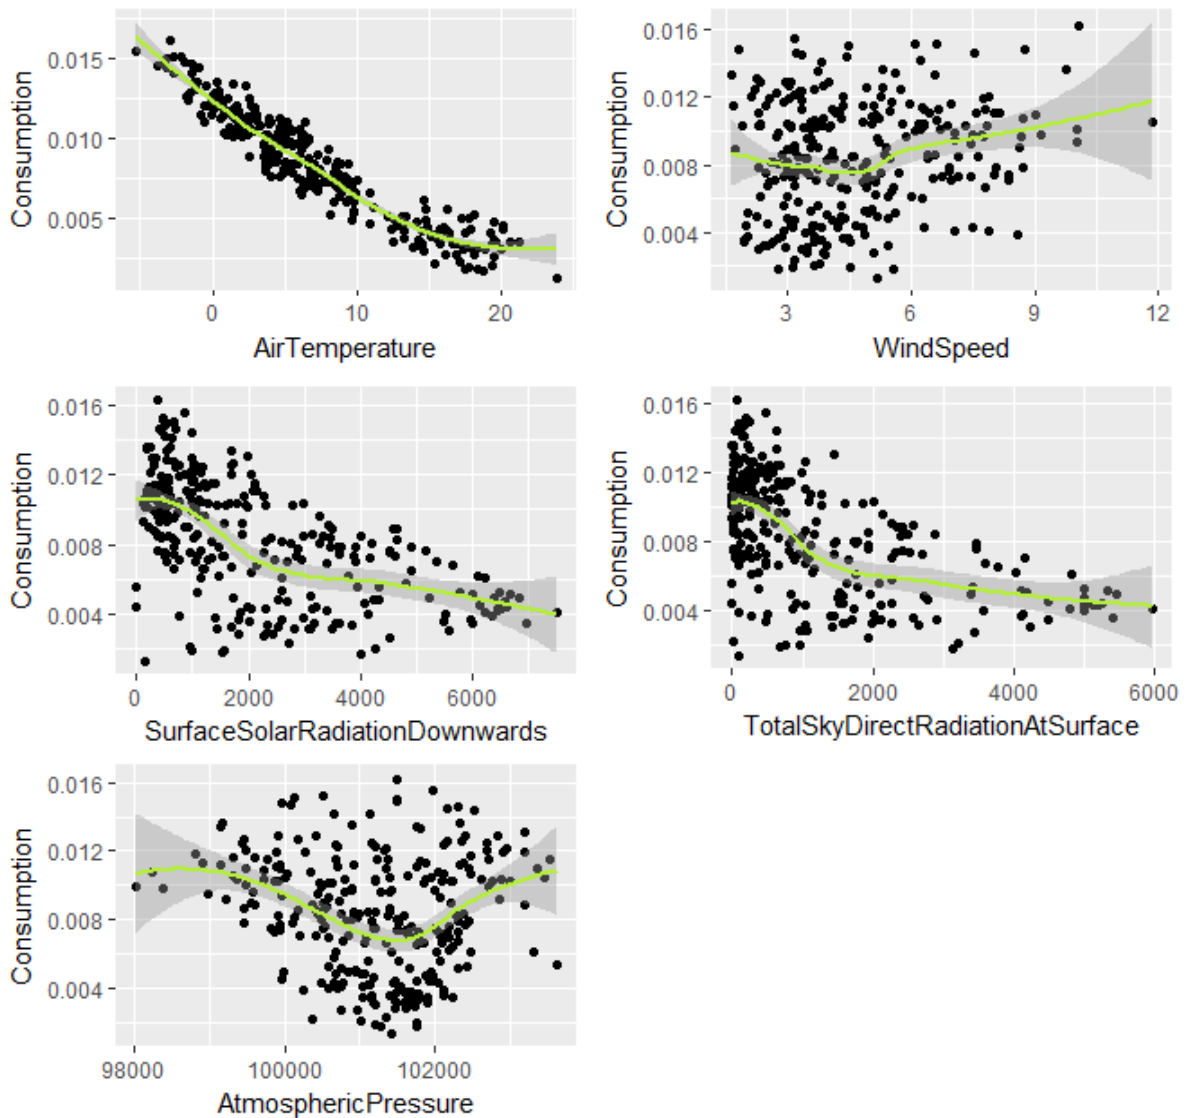 0.015
0.010
0.005
Consumption
0 10 20
AirTemperature
0.016
0.012
0.008
0.004
Consumption
3 6 9 12
WindSpeed
0.016
0.012
0.008
0.004
Consumption
0 2000 4000 6000
SurfaceSolarRadiationDownwards
0.016
0.012
0.008
0.004
Consumption
0 2000 4000 6000
TotalSkyDirectRadiationAtSurface
0.016
0.012
0.008
0.004
Consumption
98000 100000 102000
AtmosphericPressure